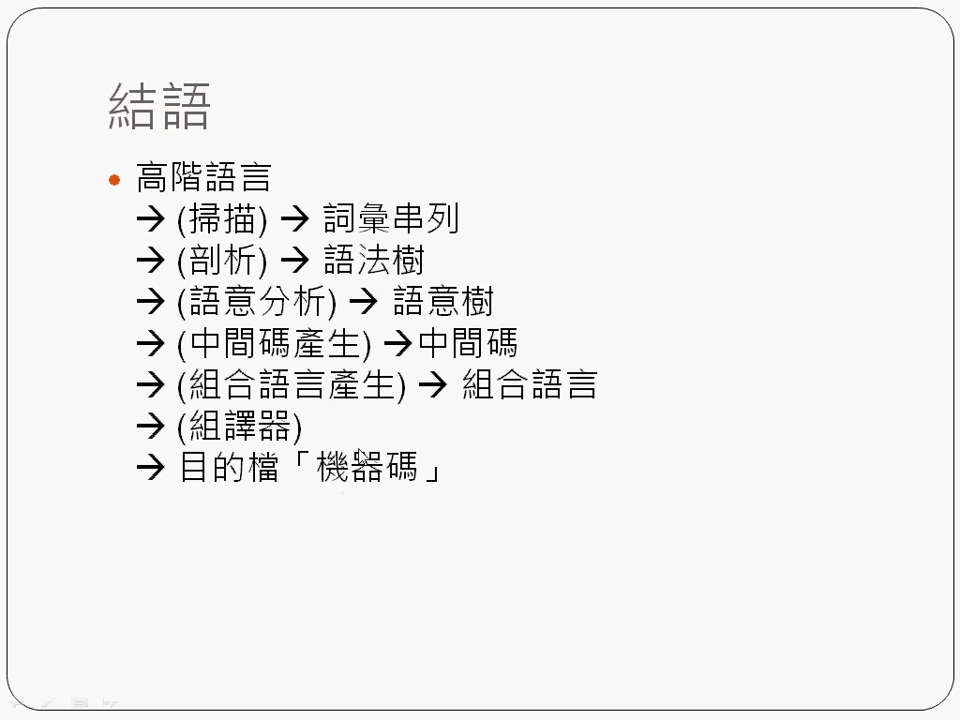 結語
• 高階語言
→ (掃描) → 詞彙串列
→ (剖析) → 語法樹
→ (語意分析) → 語意樹
→ (中間碼產生) →中間碼
→ (組合語言產生) → 組合語言
→ (組譯器)
→ 目的檔「機器碼」